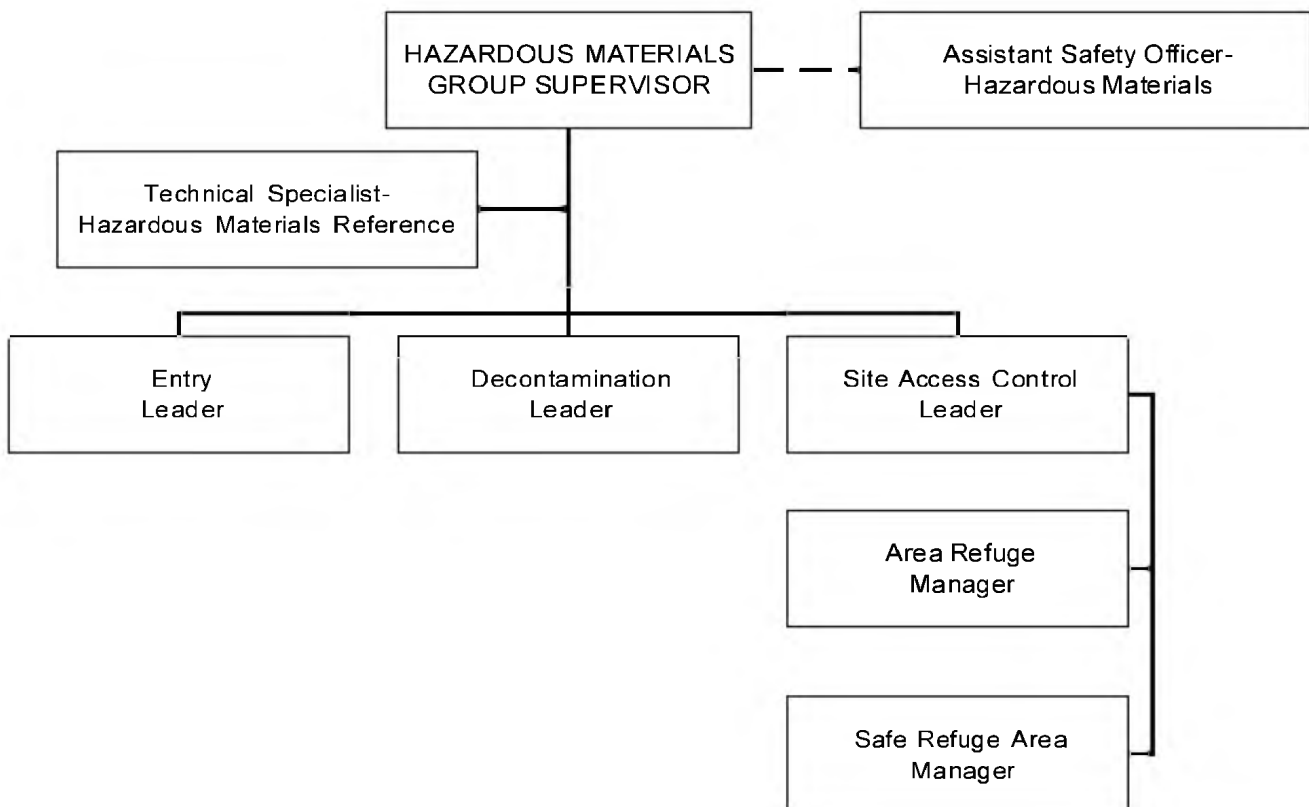 HAZARDOUS MATERIALS
GROUP SUPERVISOR
Assistant Safety Officer-
Hazardous Materials
Technical Specialist-
Hazardous Materials Reference
Entry
Leader
Decontamination
Leader
Site Access Control
Leader
Area Refuge
Manager
Safe Refuge Area
Manager